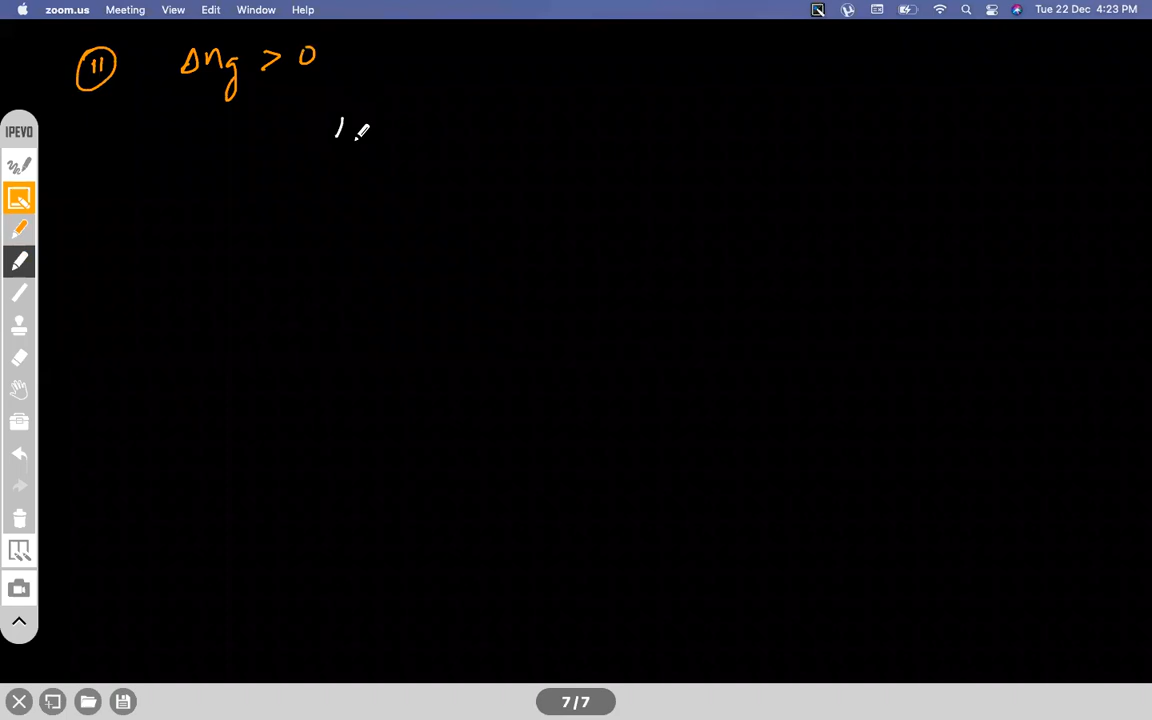 zoom.us Meeting View Edit Window Help Tue 22 Dec 4:23 PM
11 Δng > 0
IPEVO
7/7